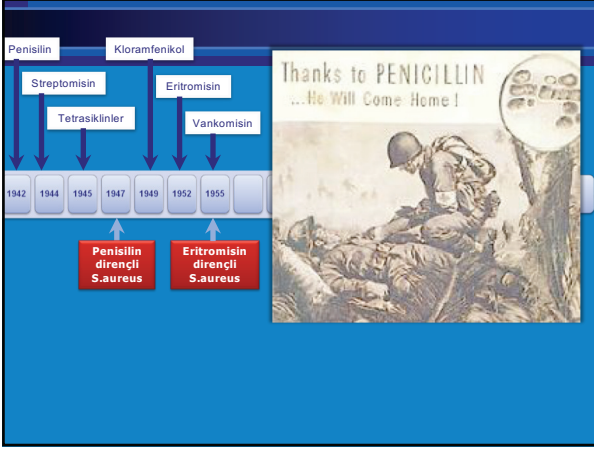 Penisilin
Kloramfenikol
Streptomisin
Eritromisin
Tetrasiklinler
Vankomisin
1942 1944 1945 1947 1949 1952 1955
Penisilin
dirençli
S.aureus
Eritromisin
dirençli
S.aureus
Thanks to PENICILLIN
...He Will Come Home!